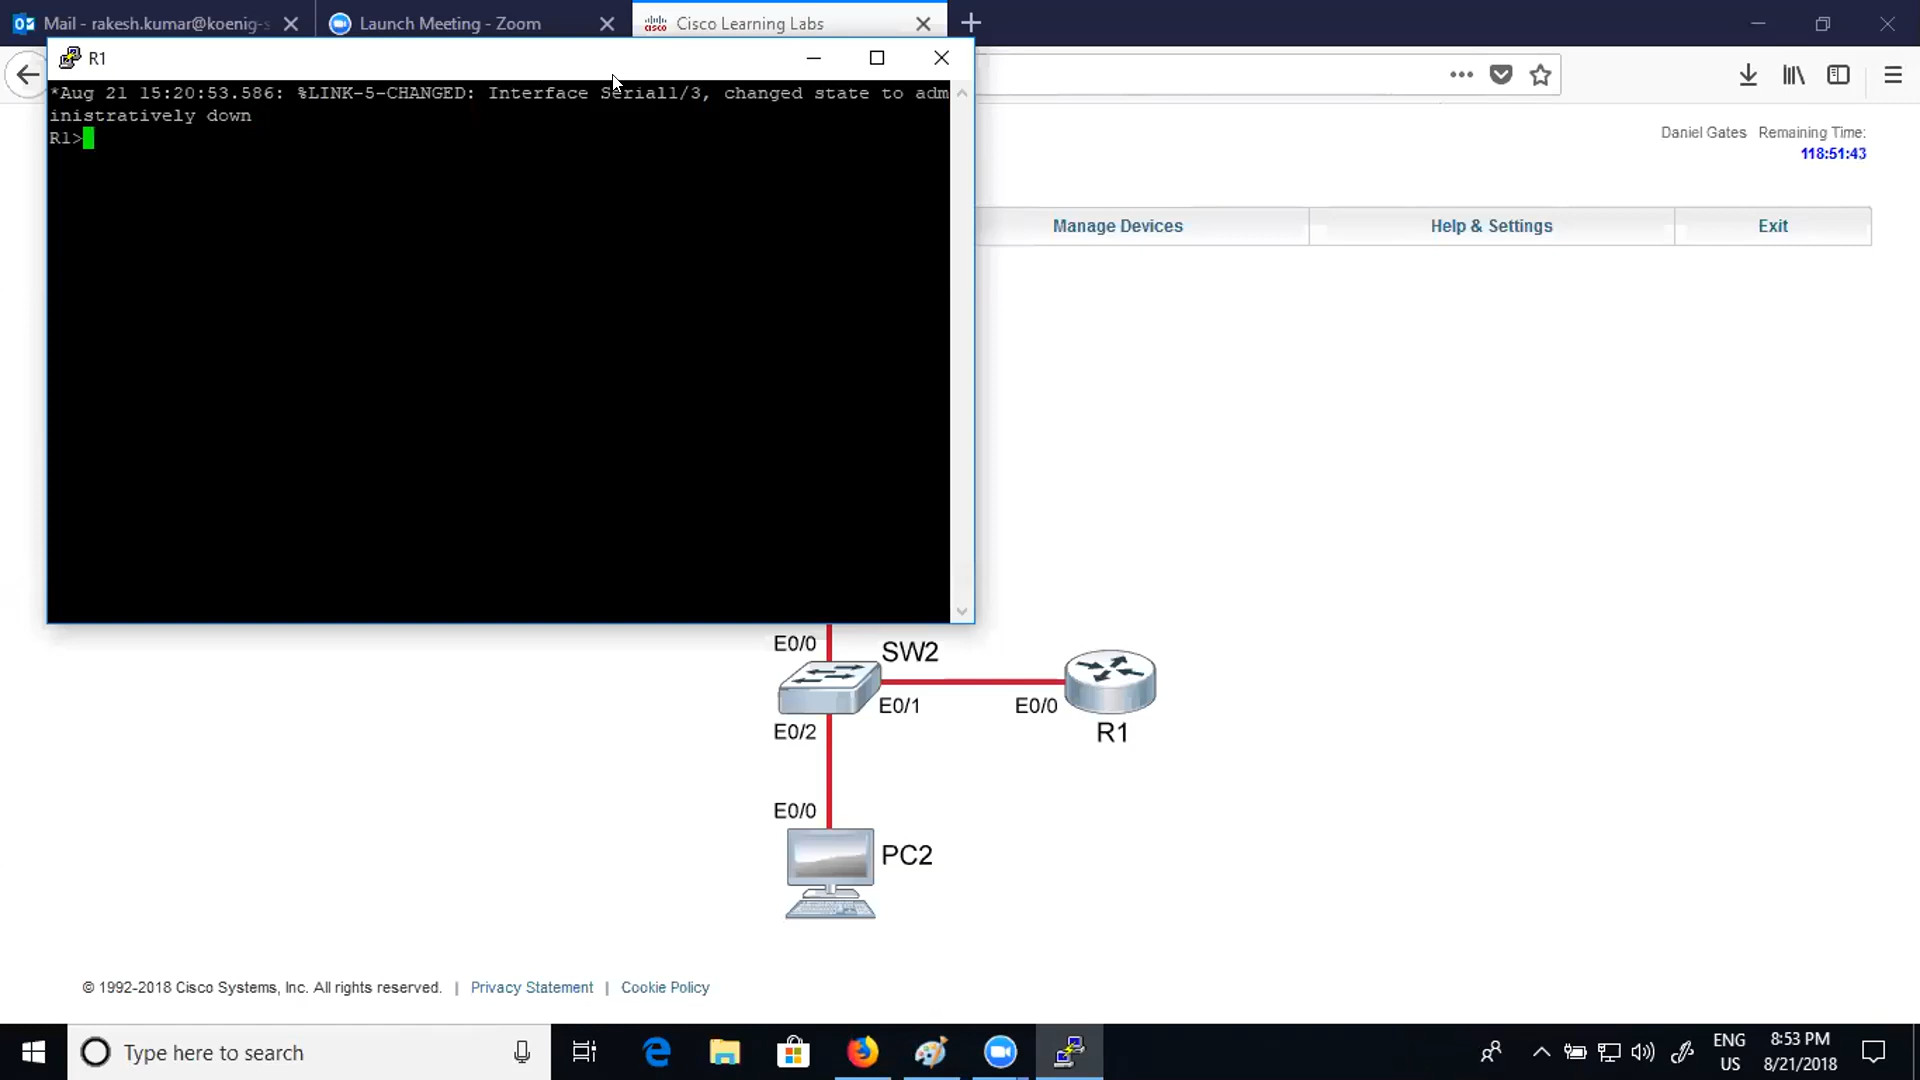 Mail - rakesh.kumar@koenig-s
Launch Meeting - Zoom
cisco
Cisco Learning Labs
R1
*Aug 21 15:20:53.586: %LINK-5-CHANGED: Interface Serial1/3, changed state to adm
inistratively down
R1>
Daniel Gates Remaining Time:
118:51:43
Manage Devices
Help & Settings
Exit
E0/0
SW2
E0/1
E0/0
E0/2
R1
E0/0
PC2
© 1992-2018 Cisco Systems, Inc. All rights reserved. | Privacy Statement | Cookie Policy
Type here to search
ENG
US
8:53 PM
8/21/2018